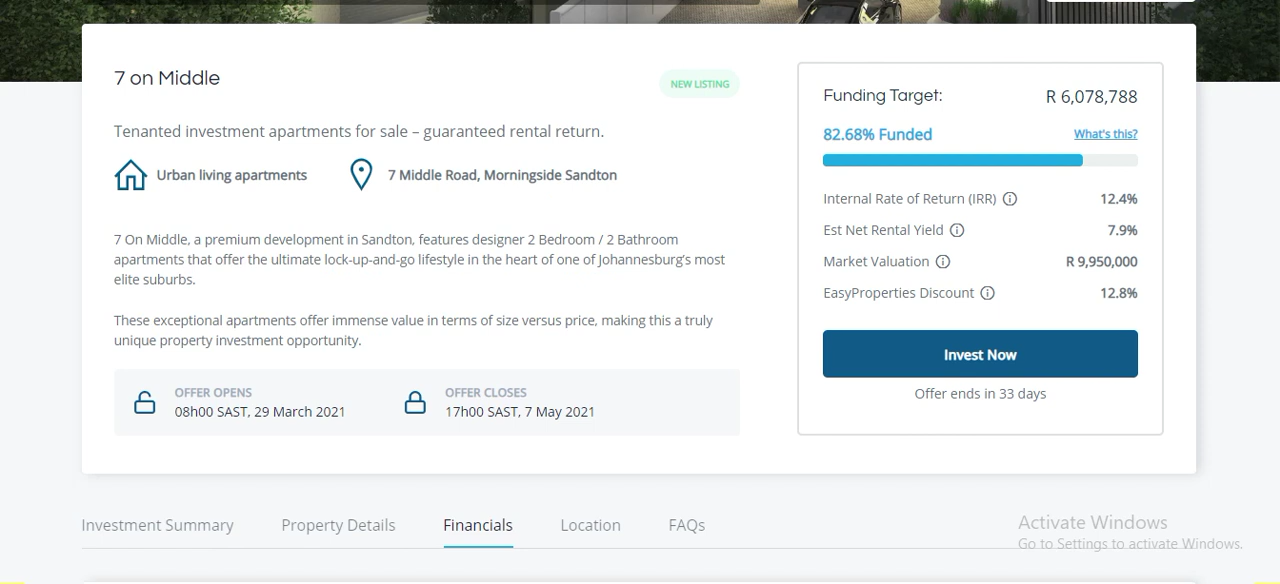 7 on Middle
NEW LISTING
Tenanted investment apartments for sale – guaranteed rental return.
Urban living apartments
7 Middle Road, Morningside Sandton
7 On Middle, a premium development in Sandton, features designer 2 Bedroom / 2 Bathroom
apartments that offer the ultimate lock-up-and-go lifestyle in the heart of one of Johannesburg's most
elite suburbs.
These exceptional apartments offer immense value in terms of size versus price, making this a truly
unique property investment opportunity.
OFFER OPENS
08h00 SAST, 29 March 2021
OFFER CLOSES
17h00 SAST, 7 May 2021
Funding Target: R 6,078,788
82.68% Funded What's this?
Internal Rate of Return (IRR) 12.4%
Est Net Rental Yield 7.9%
Market Valuation R 9,950,000
EasyProperties Discount 12.8%
Invest Now
Offer ends in 33 days
Investment Summary Property Details Financials Location FAQs
Activate Windows
Go to Settings to activate Windows.